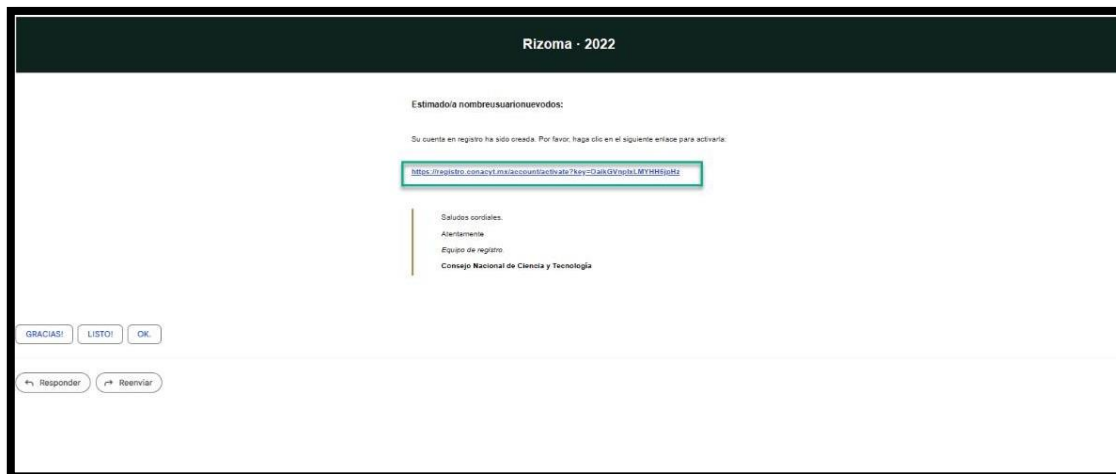 Rizoma · 2022
Estimado/a nombreusuarionuevodos:
Su cuenta en registro ha sido creada. Por favor, haga clic en el siguiente enlace para activarla:
Saludos cordiales.
Atentamente
Equipo de registro.
Consejo Nacional de Ciencia y Tecnología
GRACIAS! LISTO! OK.
Responder Reenviar